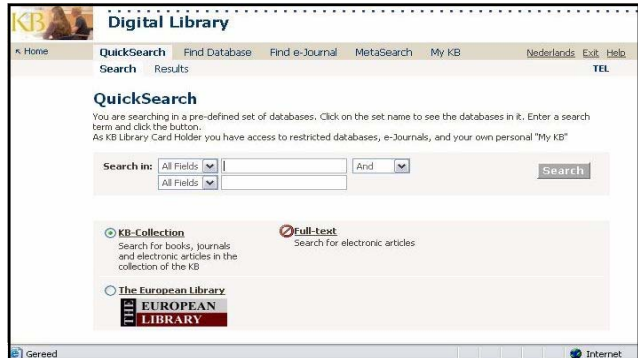 KB
Digital Library
Home
QuickSearch Find Database Find e-Journal MetaSearch My KB Nederlands Exit Help
Search Results TEL
QuickSearch
You are searching in a pre-defined set of databases. Click on the set name to see the databases in it. Enter a search
term and click the button.
As KB Library Card Holder you have access to restricted databases, e-Journals, and your own personal "My KB"
Search in: All Fields And
Search
All Fields
KB-Collection
Search for books, journals
and electronic articles in the
collection of the KB
Full-text
Search for electronic articles
The European Library
THE EUROPEAN
LIBRARY
Gereed Internet